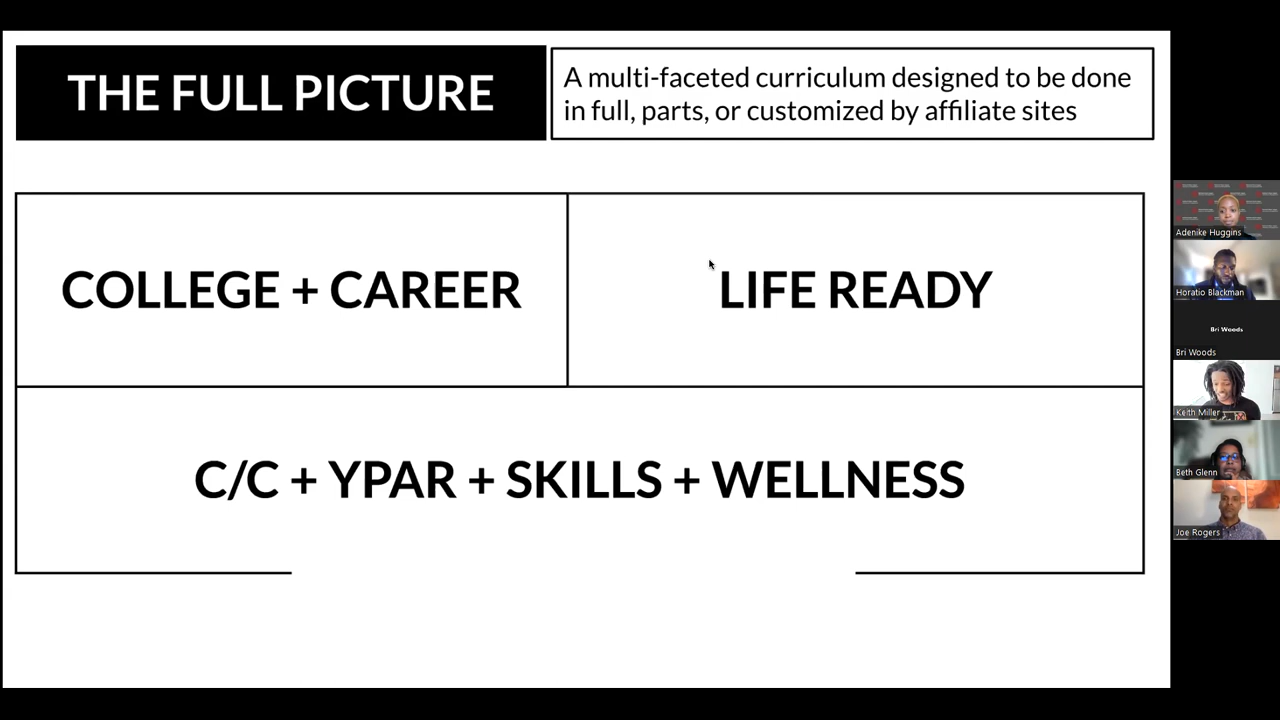 THE FULL PICTURE
A multi-faceted curriculum designed to be done
in full, parts, or customized by affiliate sites
COLLEGE + CAREER
LIFE READY
C/C + YPAR + SKILLS + WELLNESS
Adenike Huggins
Horatio Blackman
Bri Woods
Bri Woods
Keith Miller
Beth Glenn
Joe Rogers